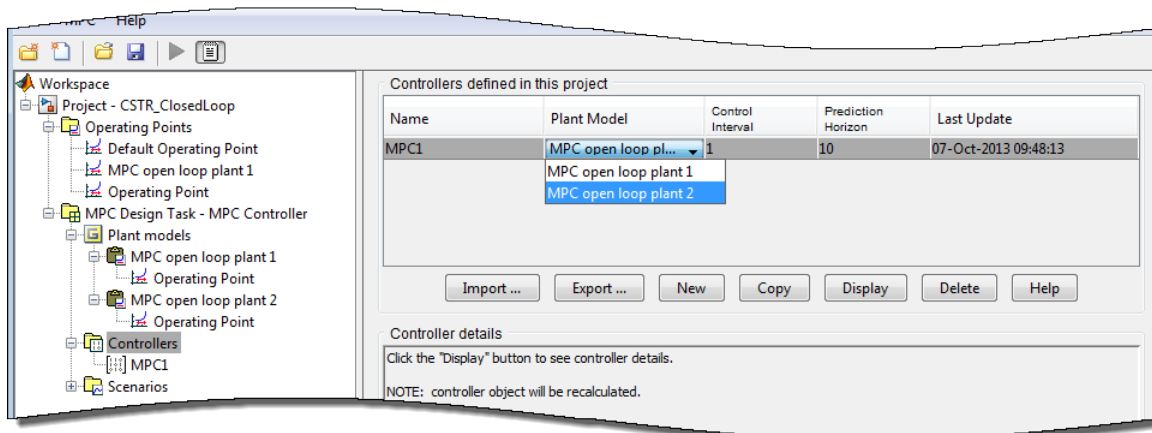 MPC Help
Workspace
Project - CSTR_ClosedLoop
Operating Points
Default Operating Point
MPC open loop plant 1
Operating Point
MPC Design Task - MPC Controller
Plant models
MPC open loop plant 1
Operating Point
MPC open loop plant 2
Operating Point
Controllers
MPC1
Scenarios
Controllers defined in this project
Name Plant Model Control Interval Prediction Horizon Last Update
MPC1 MPC open loop pl... 1 10 07-Oct-2013 09:48:13
MPC open loop plant 1
MPC open loop plant 2
Import ... Export ... New Copy Display Delete Help
Controller details
Click the "Display" button to see controller details.
NOTE: controller object will be recalculated.